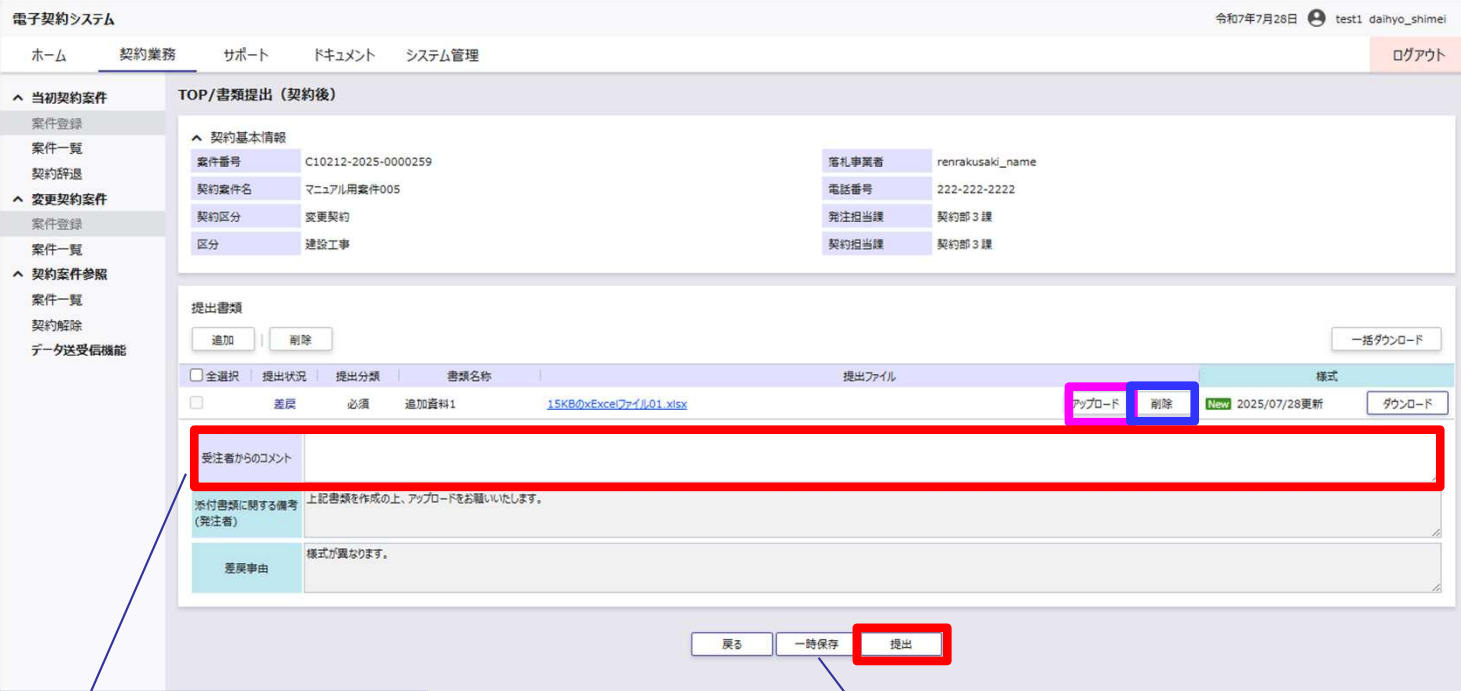 電子契約システム
令和7年7月28日 test1 daihyo_shimei
ホーム 契約業務 サポート ドキュメント システム管理 ログアウト
当初契約案件
案件登録
案件一覧
契約辞退
変更契約案件
案件登録
案件一覧
契約案件参照
案件一覧
契約解除
データ送受信機能
TOP/書類提出（契約後）
契約基本情報
案件番号 C10212-2025-0000259 落札事業者 renrakusaki_name
契約案件名 マニュアル用案件005 電話番号 222-222-2222
契約区分 変更契約 発注担当課 契約部３課
区分 建設工事 契約担当課 契約部３課
提出書類
追加 削除 一括ダウンロード
全選択 提出状況 提出分類 書類名称 提出ファイル 様式
差戻 必須 追加資料1 15KBのxExcelファイル01.xlsx アップロード 削除 New 2025/07/28更新 ダウンロード
受注者からのコメント
添付書類に関する備考
(発注者)
上記書類を作成の上、アップロードをお願いいたします。
差戻事由 様式が異なります。
戻る 一時保存 提出